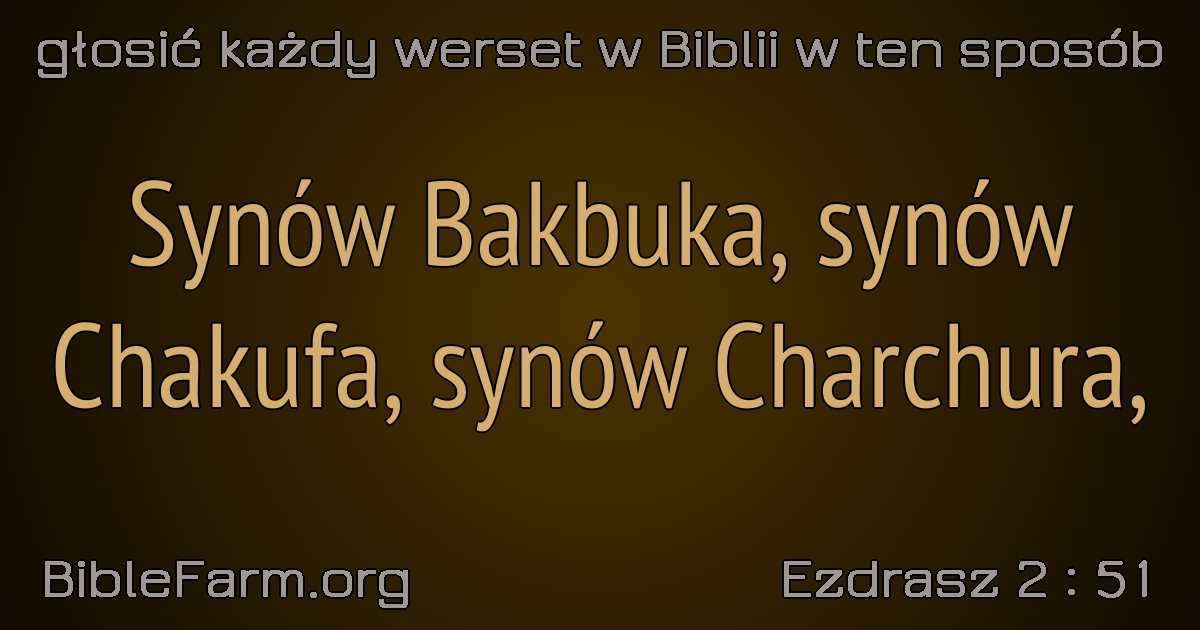 głosić każdy werset w Biblii w ten sposób
Synów Bakbuka, synów
Chakufa, synów Charchura,
BibleFarm.org
Ezdrasz 2 : 51